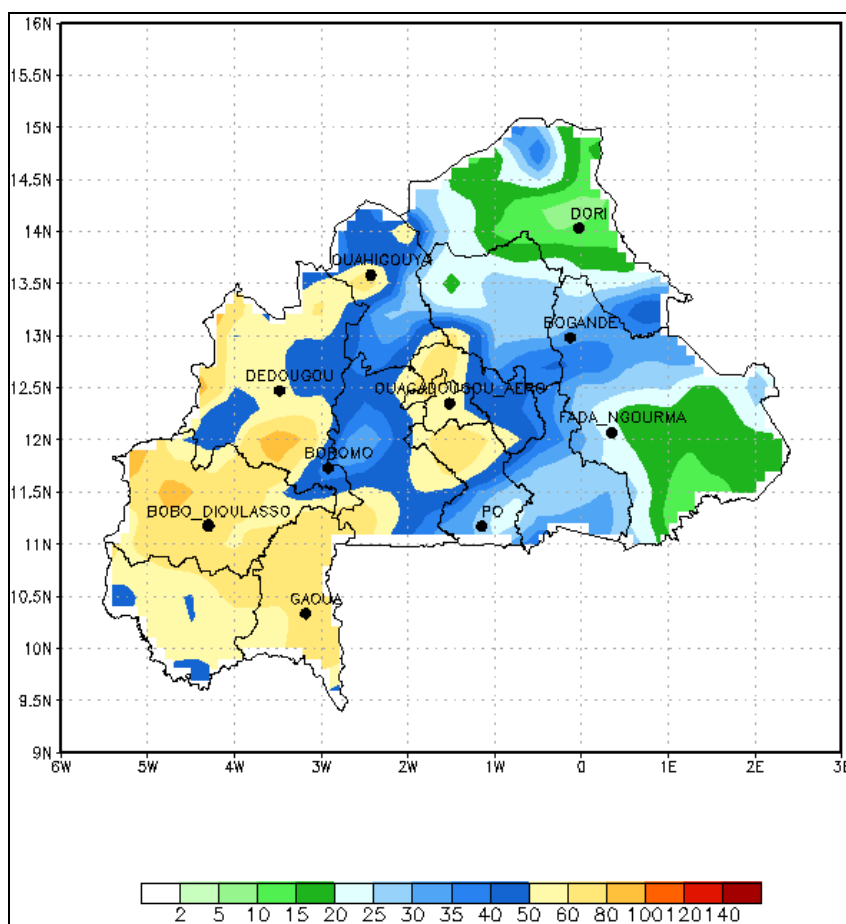 16N
15.5N
15N
14.5N
14N
13.5N
13N
12.5N
12N
11.5N
11N
10.5N
10N
9.5N
9N
DORI
OUAHIGOUYA
BOGANDE
DEDOUGOU
OUAGADOUGOU_AERO
FADA_NGOURMA
BOROMO
BOBO_DIOULASSO
PO
GAOUA
6W 5W 4W 3W 2W 1W 0 1E 2E 3E
2 5 10 15 20 25 30 35 40 50 60 80 100 120 140